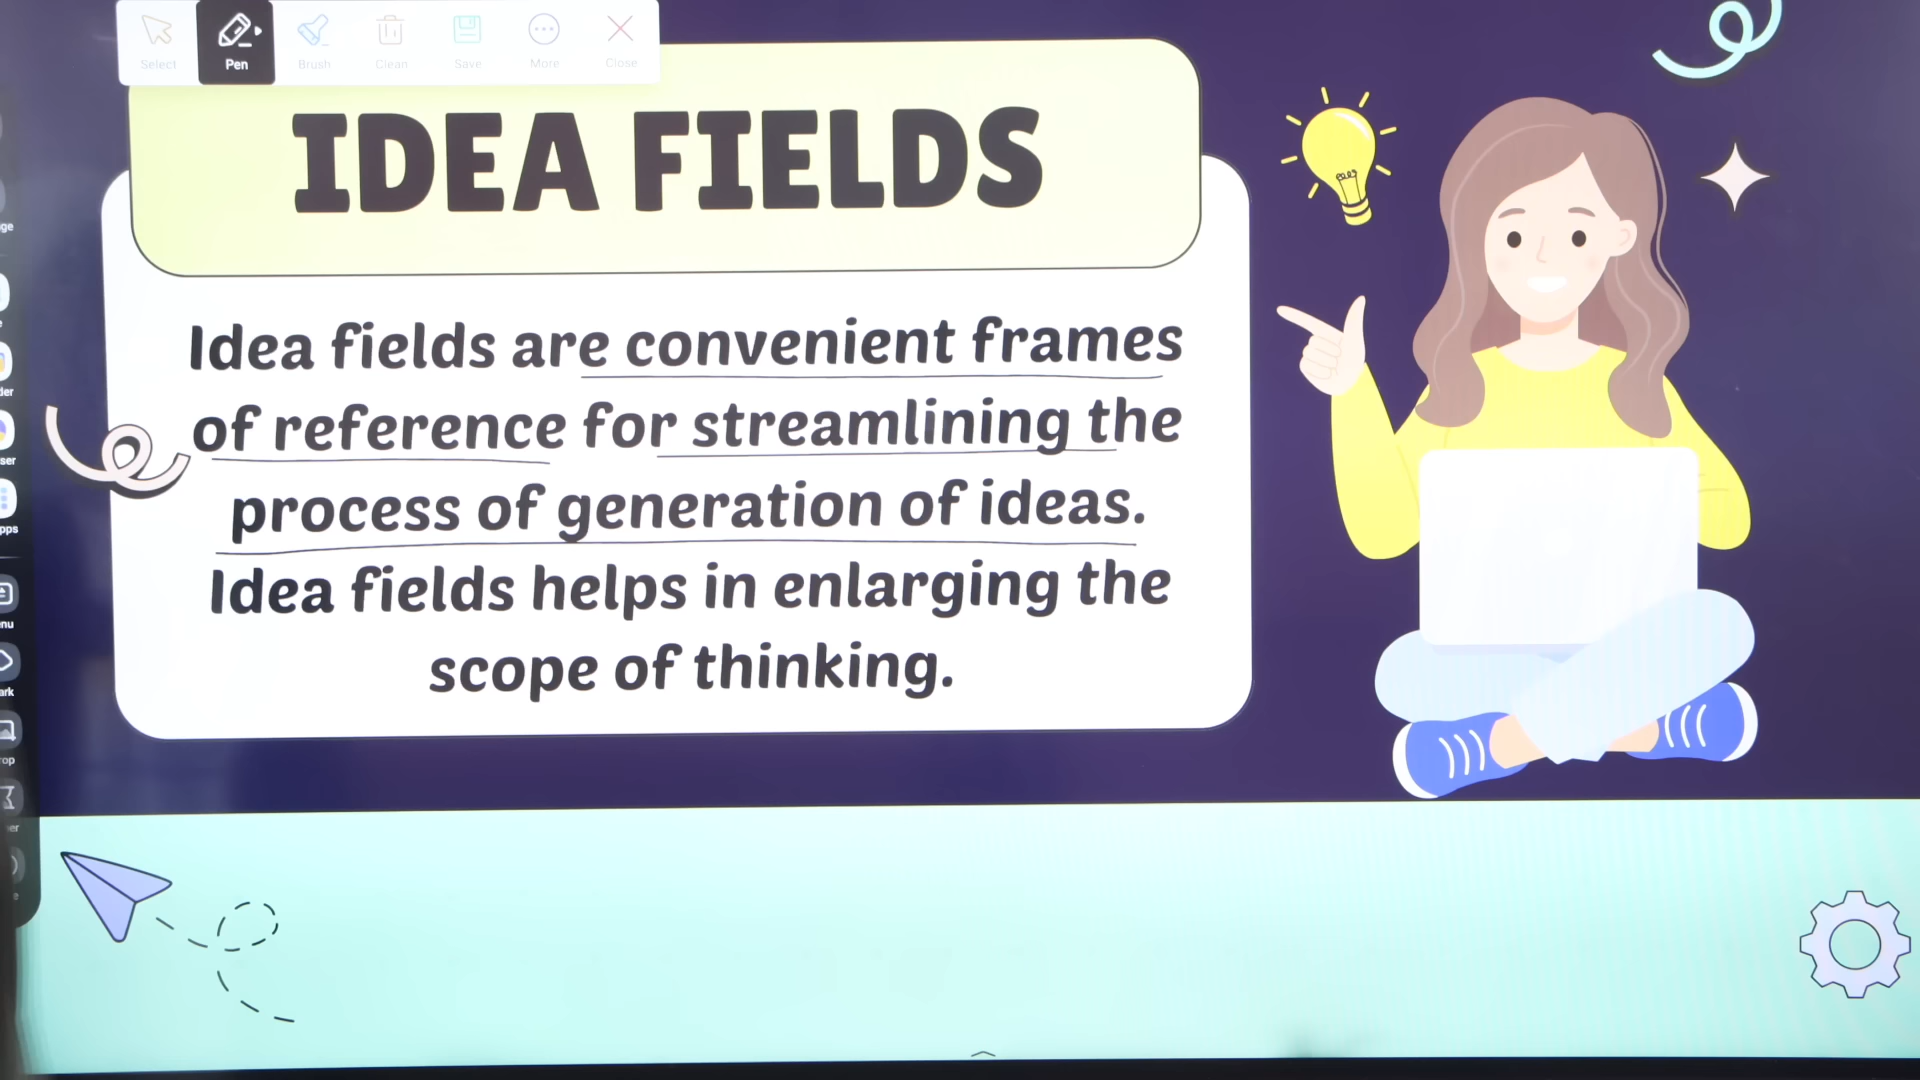 Select Pen Brush Clean Save More Close
IDEA FIELDS
Idea fields are convenient frames
of reference for streamlining the
process of generation of ideas.
Idea fields helps in enlarging the
scope of thinking.